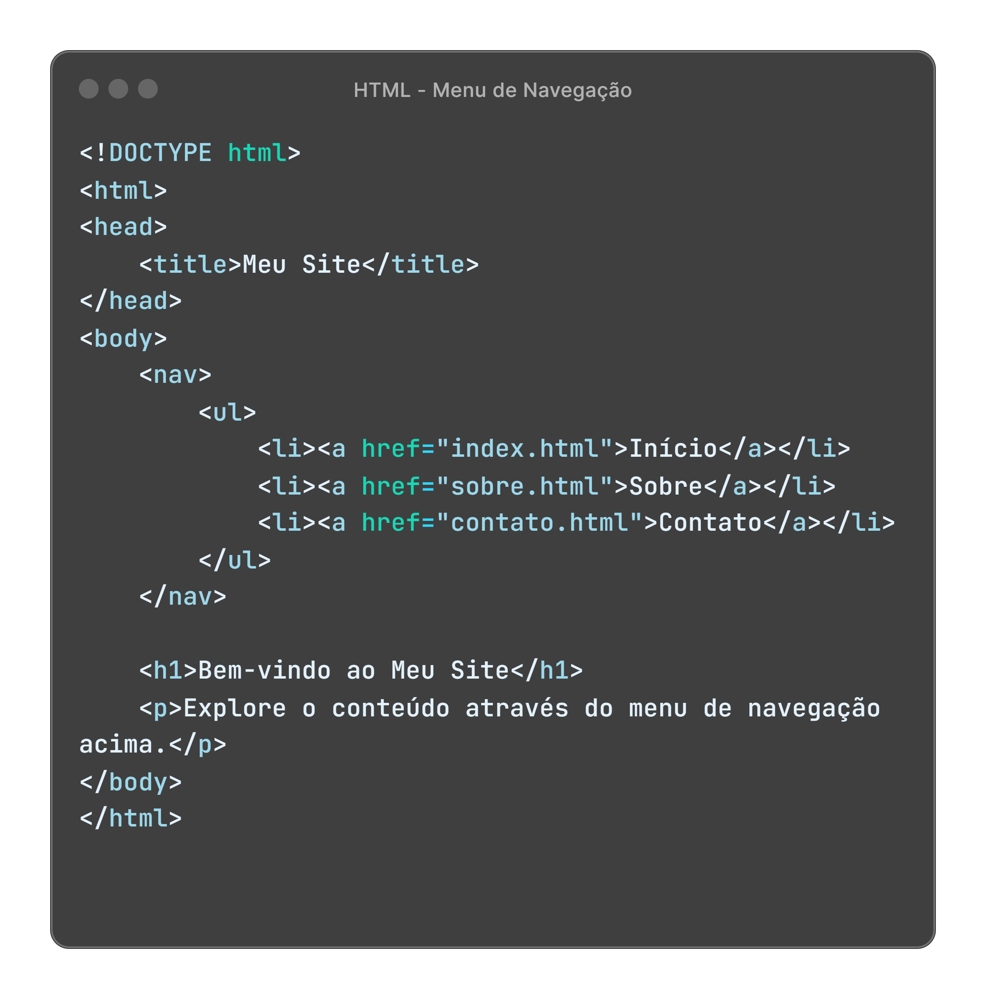 HTML - Menu de Navegação
<!DOCTYPE html>
<html>
<head>
    <title>Meu Site</title>
</head>
<body>
    <nav>
        <ul>
            <li><a href="index.html">Início</a></li>
            <li><a href="sobre.html">Sobre</a></li>
            <li><a href="contato.html">Contato</a></li>
        </ul>
    </nav>

    <h1>Bem-vindo ao Meu Site</h1>
    <p>Explore o conteúdo através do menu de navegação
acima.</p>
</body>
</html>